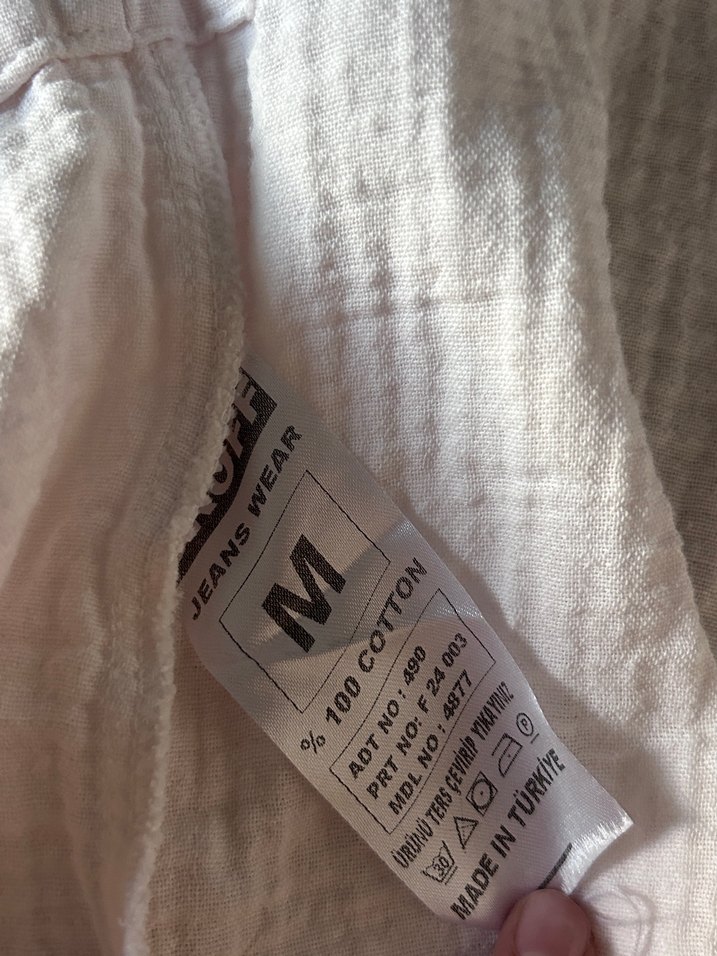 JEANS WEAR
M
% 100 COTTON
ADT NO : 490
PRT NO: F 24 003
MDL NO : 4877
ÜRÜNÜ TERS ÇEVİRİP YIKAYINIZ
30 P
MADE IN TÜRKİYE